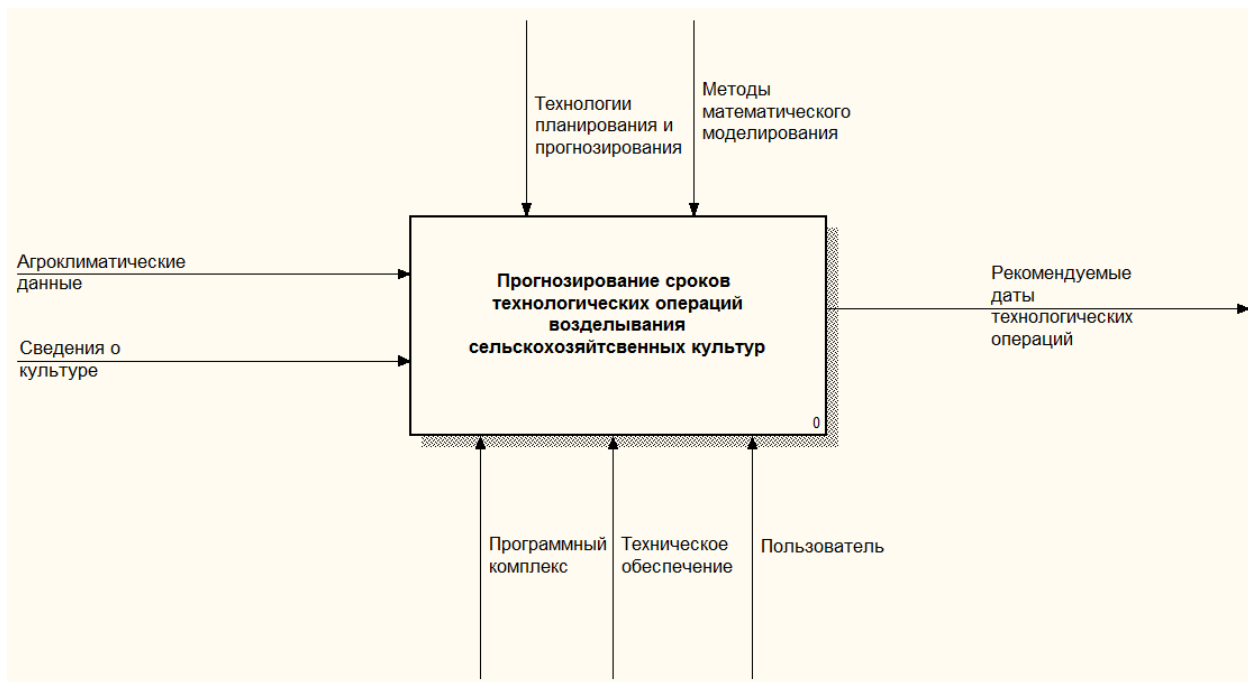 Технологии
планирования и
прогнозирования
Методы
математического
моделирования
Агроклиматические
данные
Сведения о
культуре
Прогнозирование сроков
технологических операций
возделывания
сельскохозяйтсвенных культур
0
Рекомендуемые
даты
технологических
операций
Программный
комплекс
Техническое
обеспечение
Пользователь